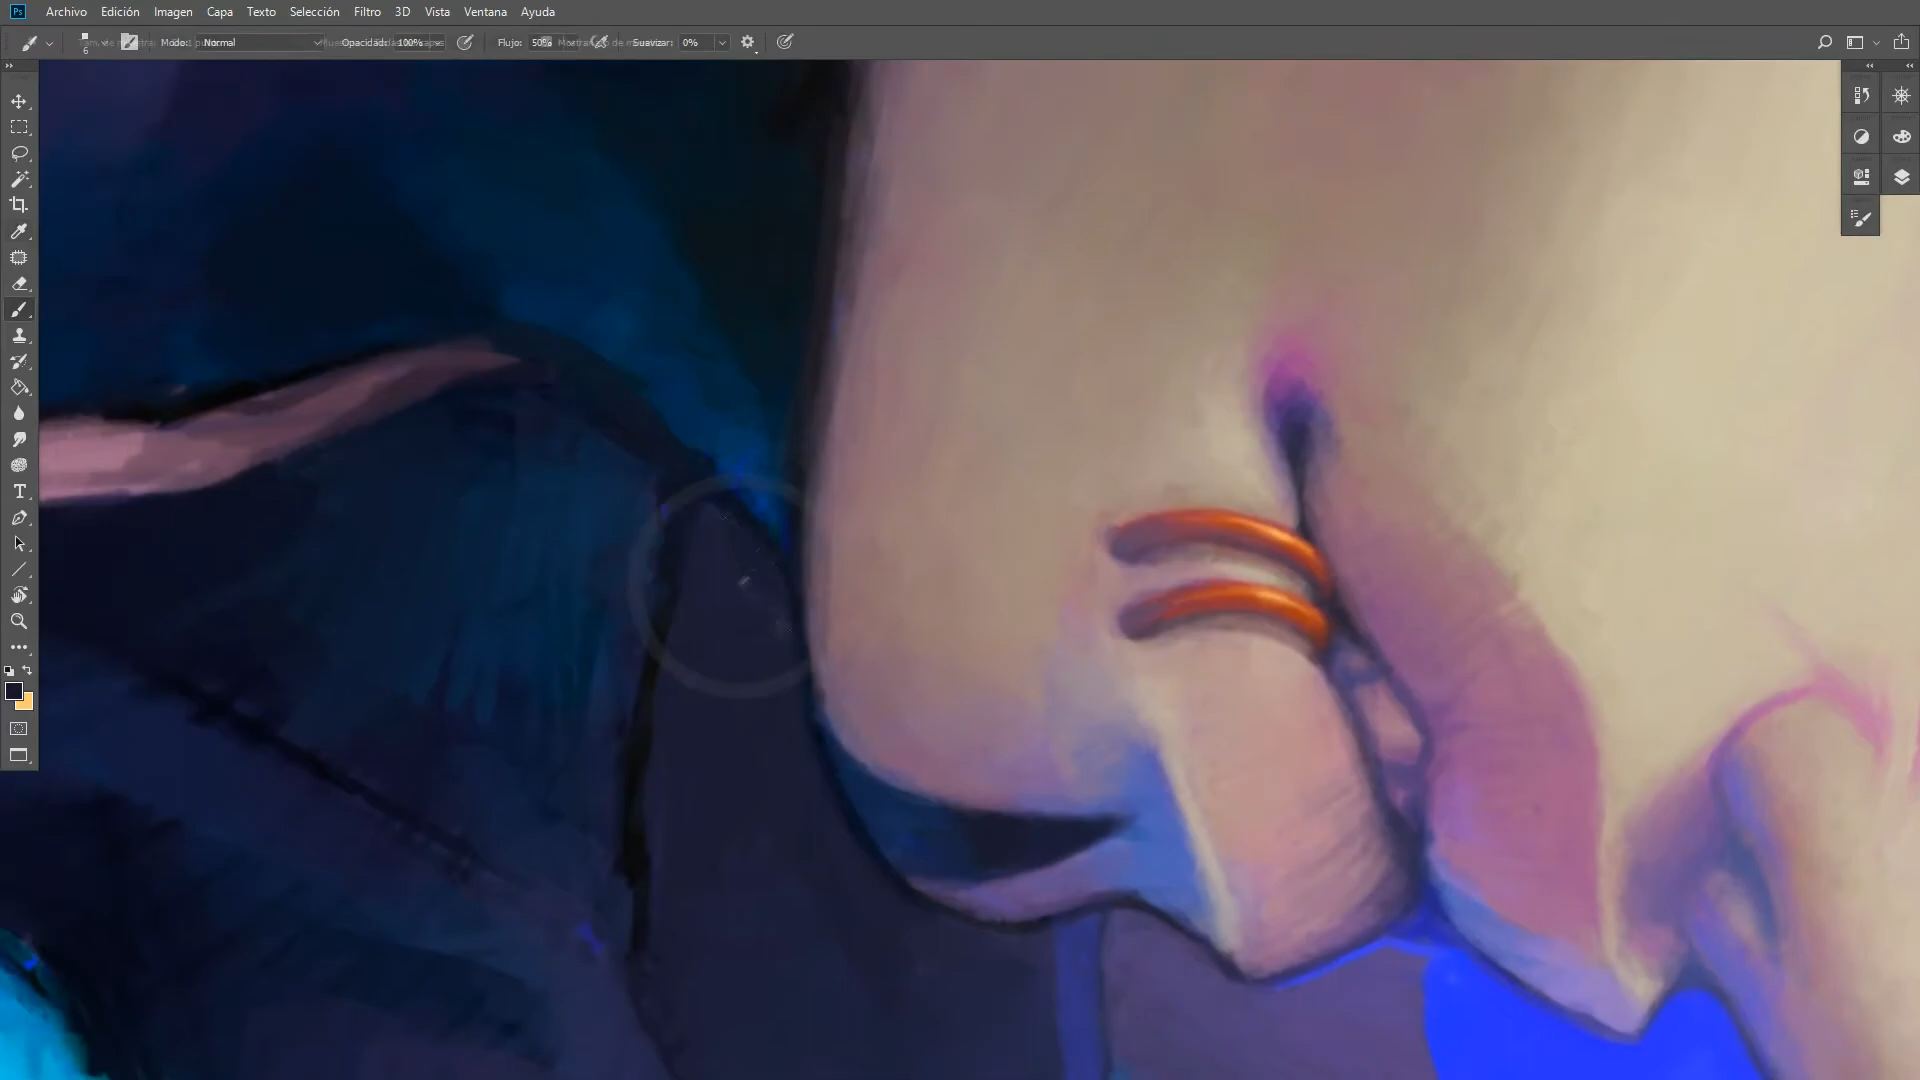 Ps Archivo Edición Imagen Capa Texto Selección Filtro 3D Vista Ventana Ayuda
6 Modo: Normal Opacidad: 100% Flujo: 50% Suavizar: 0%